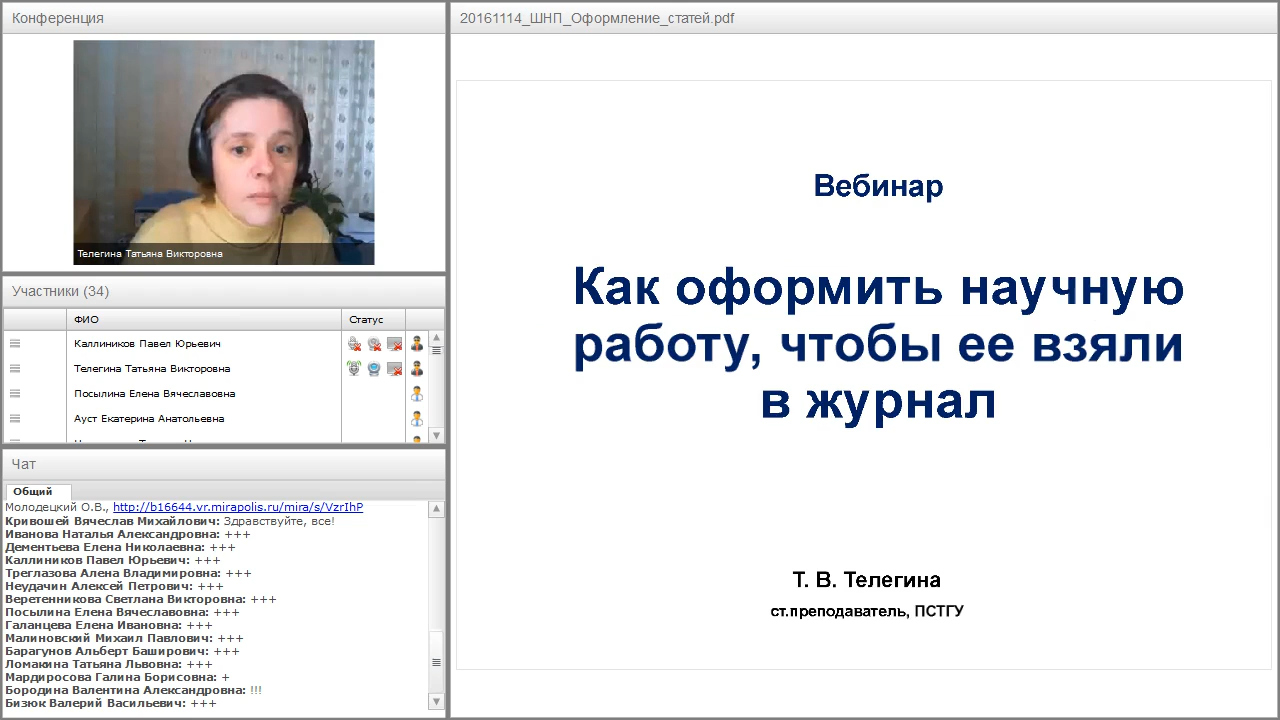 Конференция
Телегина Татьяна Викторовна
Участники (34)
ФИО
Статус
Каллиников Павел Юрьевич
Телегина Татьяна Викторовна
Посылина Елена Вячеславовна
Ауст Екатерина Анатольевна
Чат
Общий
Молодецкий О.В., http://b16644.vr.mirapolis.ru/mira/s/VzrIhP
Кривошей Вячеслав Михайлович: Здравствуйте, все!
Иванова Наталья Александровна: +++
Дементьева Елена Николаевна: +++
Каллиников Павел Юрьевич: +++
Треглазова Алена Владимировна: +++
Неудачин Алексей Петрович: +++
Веретенникова Светлана Викторовна: +++
Посылина Елена Вячеславовна: +++
Галанцева Елена Ивановна: +++
Малиновский Михаил Павлович: +++
Барагунов Альберт Баширович: +++
Ломакина Татьяна Львовна: +++
Мардиросова Галина Борисовна: +
Бородина Валентина Александровна: !!!
Бизюк Валерий Васильевич: +++
20161114_ШНП_Оформление_статей.pdf
Вебинар
Как оформить научную
работу, чтобы ее взяли
в журнал
Т. В. Телегина
ст.преподаватель, ПСТГУ